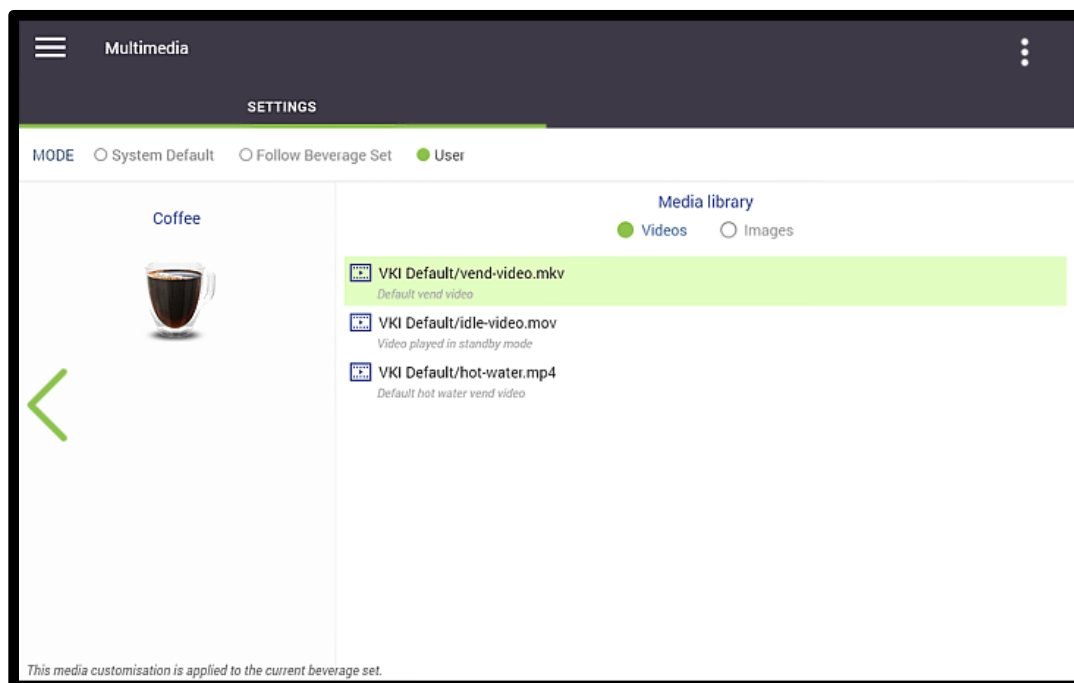 Multimedia
SETTINGS
MODE System Default Follow Beverage Set User
Coffee
Media library
Videos Images
VKI Default/vend-video.mkv
Default vend video
VKI Default/idle-video.mov
Video played in standby mode
VKI Default/hot-water.mp4
Default hot water vend video
This media customisation is applied to the current beverage set.